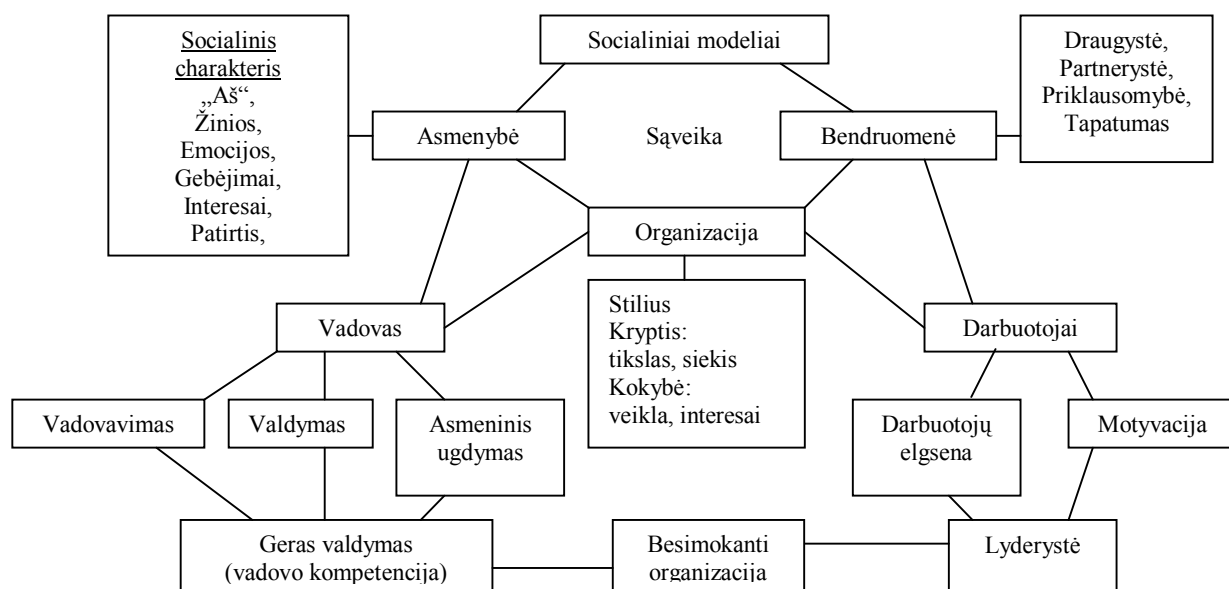 Socialinis
charakteris
„Aš“,
Žinios,
Emocijos,
Gebėjimai,
Interesai,
Patirtis,
Socialiniai modeliai
Draugystė,
Partnerystė,
Priklausomybė,
Tapatumas
Asmenybė
Sąveika
Bendruomenė
Organizacija
Stilius
Kryptis:
tikslas, siekis
Kokybė:
veikla, interesai
Vadovas
Darbuotojai
Vadovavimas
Valdymas
Asmeninis
ugdymas
Darbuotojų
elgsena
Motyvacija
Geras valdymas
(vadovo kompetencija)
Besimokanti
organizacija
Lyderystė